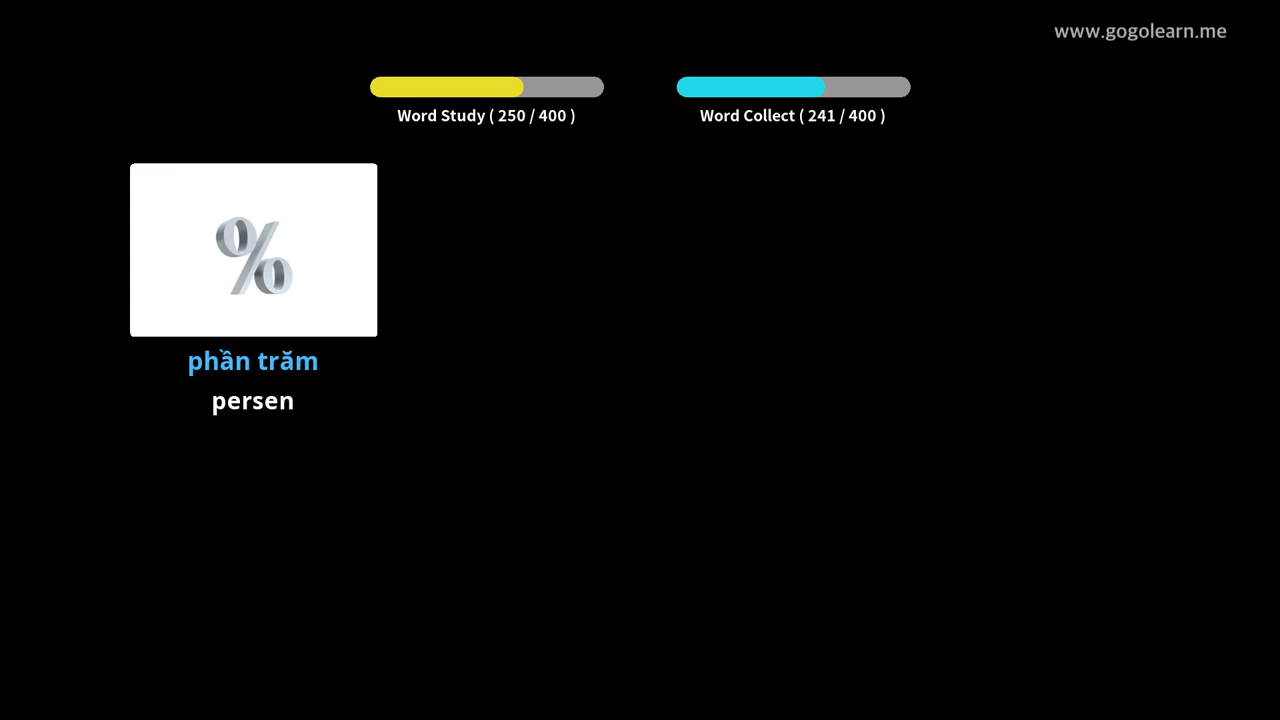 www.gogolearn.me
Word Study ( 250 / 400 )
Word Collect ( 241 / 400 )
%
phần trăm
persen